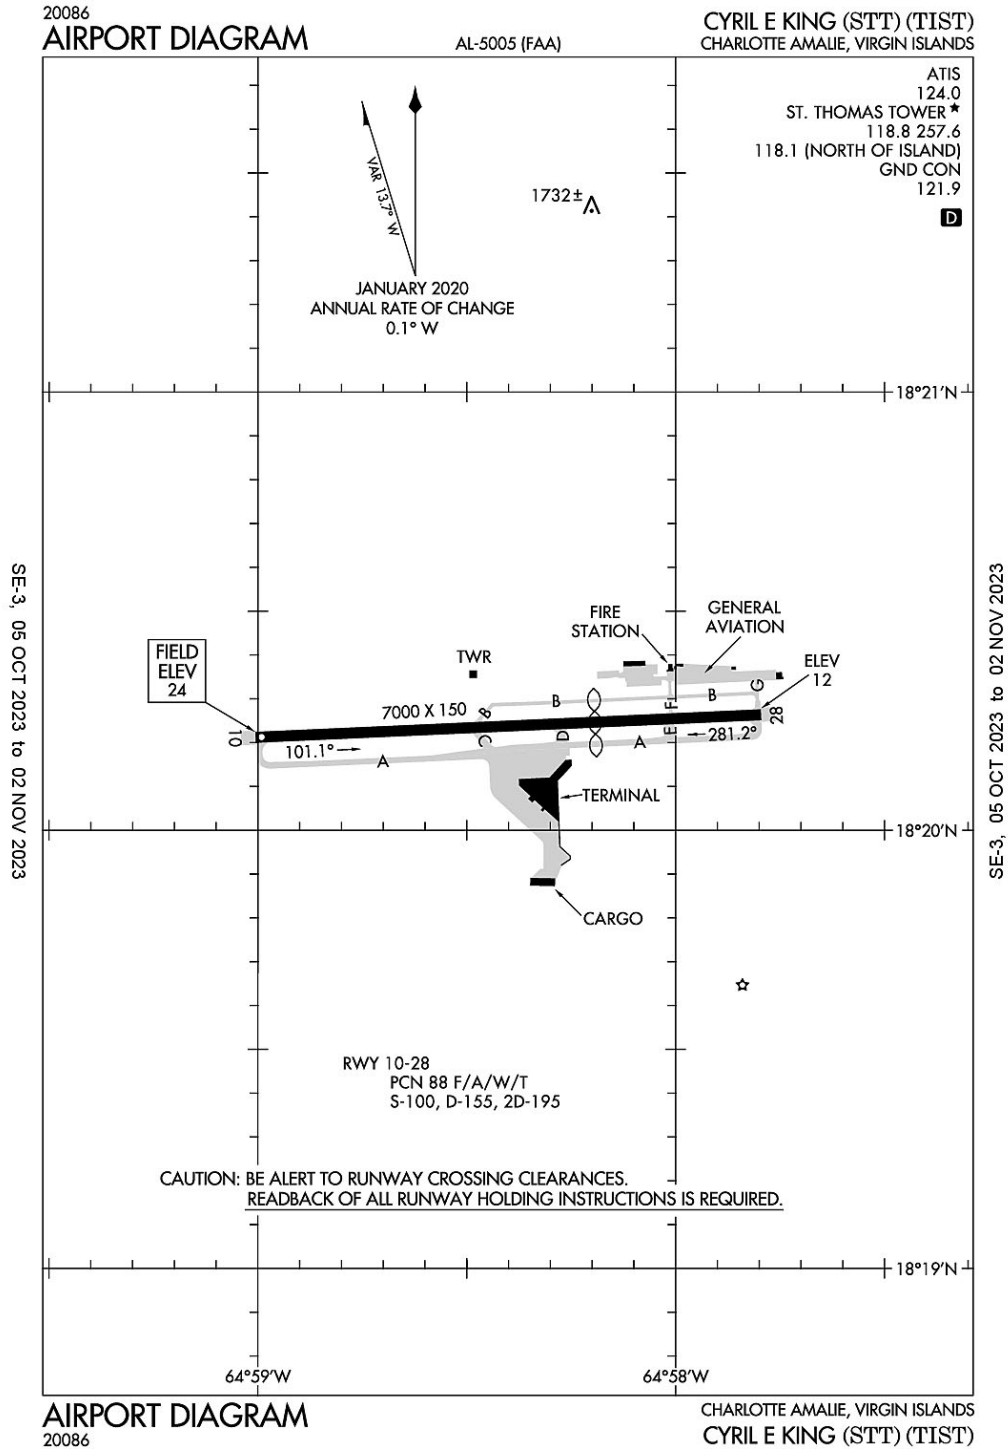 20086
AIRPORT DIAGRAM
AL-5005 (FAA)
CYRIL E KING (STT) (TIST)
CHARLOTTE AMALIE, VIRGIN ISLANDS
ATIS
124.0
ST. THOMAS TOWER★
118.8 257.6
118.1 (NORTH OF ISLAND)
GND CON
121.9
D
VAR 13.7° W
1732±
JANUARY 2020
ANNUAL RATE OF CHANGE
0.1° W
18°21'N
SE-3, 05 OCT 2023 to 02 NOV 2023
SE-3, 05 OCT 2023 to 02 NOV 2023
FIRE
STATION
GENERAL
AVIATION
FIELD
ELEV
24
TWR
ELEV
12
7000 X 150
B
B
B
F
G
28
10
101.1°
A
C
D
A
E
281.2°
TERMINAL
18°20'N
CARGO
RWY 10-28
PCN 88 F/A/W/T
S-100, D-155, 2D-195
CAUTION: BE ALERT TO RUNWAY CROSSING CLEARANCES.
READBACK OF ALL RUNWAY HOLDING INSTRUCTIONS IS REQUIRED.
18°19'N
64°59'W
64°58'W
AIRPORT DIAGRAM
20086
CHARLOTTE AMALIE, VIRGIN ISLANDS
CYRIL E KING (STT) (TIST)